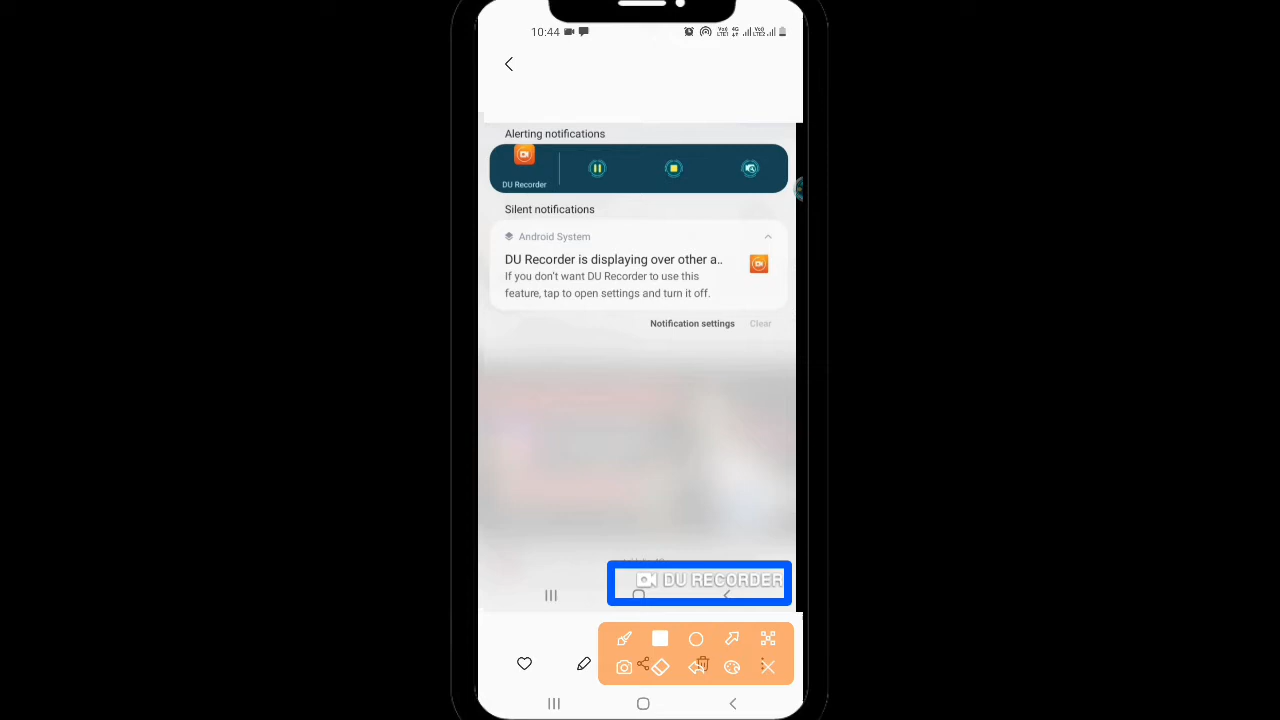 10:44
Alerting notifications
DU Recorder
Silent notifications
Android System
DU Recorder is displaying over other a..
If you don't want DU Recorder to use this
feature, tap to open settings and turn it off.
Notification settings Clear
DU RECORDER